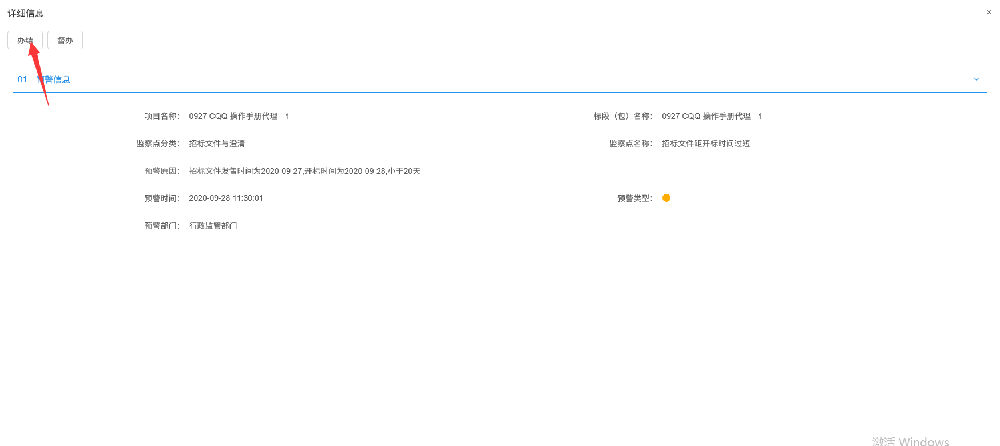 详细信息
×
办结 督办
01 预警信息
项目名称： 0927 CQQ 操作手册代理 --1 标段（包）名称： 0927 CQQ 操作手册代理 --1
监察点分类： 招标文件与澄清 监察点名称： 招标文件距开标时间过短
预警原因： 招标文件发售时间为2020-09-27,开标时间为2020-09-28,小于20天
预警时间： 2020-09-28 11:30:01 预警类型：
预警部门： 行政监管部门
激活 Windows